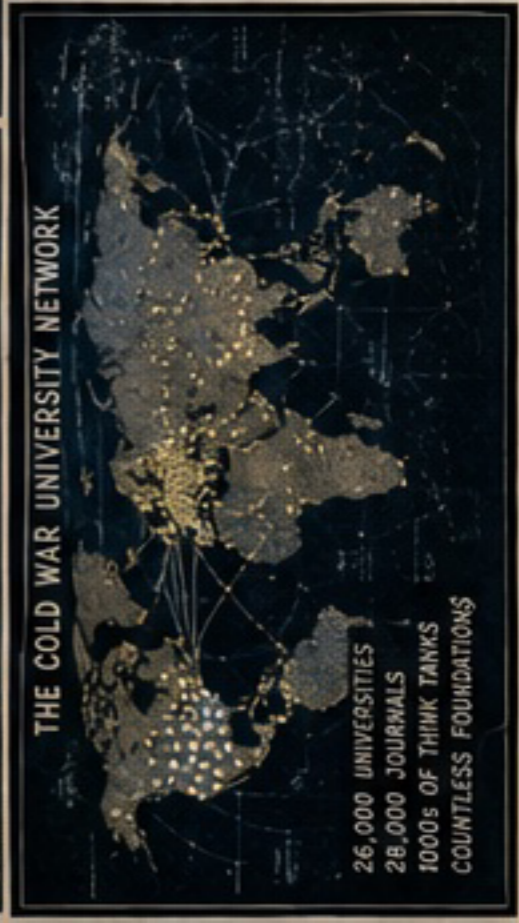 THE COLD WAR UNIVERSITY NETWORK
26,000 UNIVERSITIES
28,000 JOURNALS
1000s OF THINK TANKS
COUNTLESS FOUNDATIONS